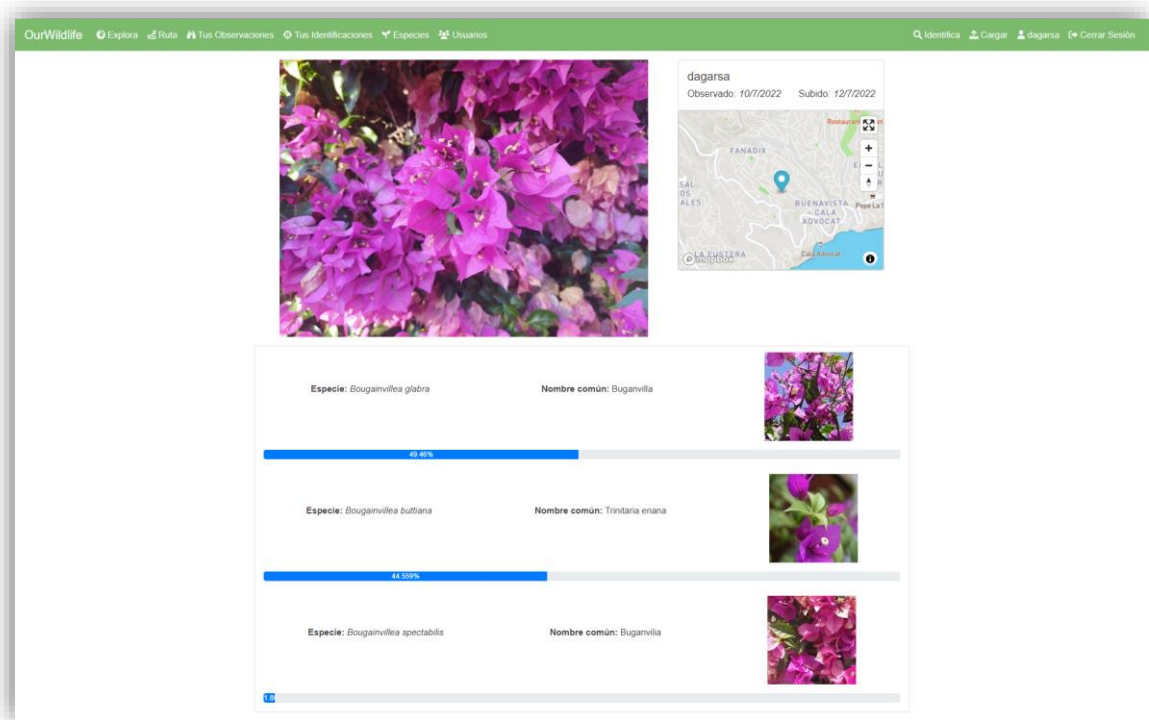 OurWildlife Explora Ruta Tus Observaciones Tus Identificaciones Especies Usuarios Identifica Cargar dagarsa Cerrar Sesión
dagarsa
Observado: 10/7/2022 Subido: 12/7/2022
FANADIX
BUENAVISTA
- CALA
ADVOCAT
LA FUSTERA
Cala Advocat
mapbox
Especie: Bougainvillea glabra Nombre común: Buganvilla
49.46%
Especie: Bougainvillea buttiana Nombre común: Trinitaria enana
44.559%
Especie: Bougainvillea spectabilis Nombre común: Buganvilia